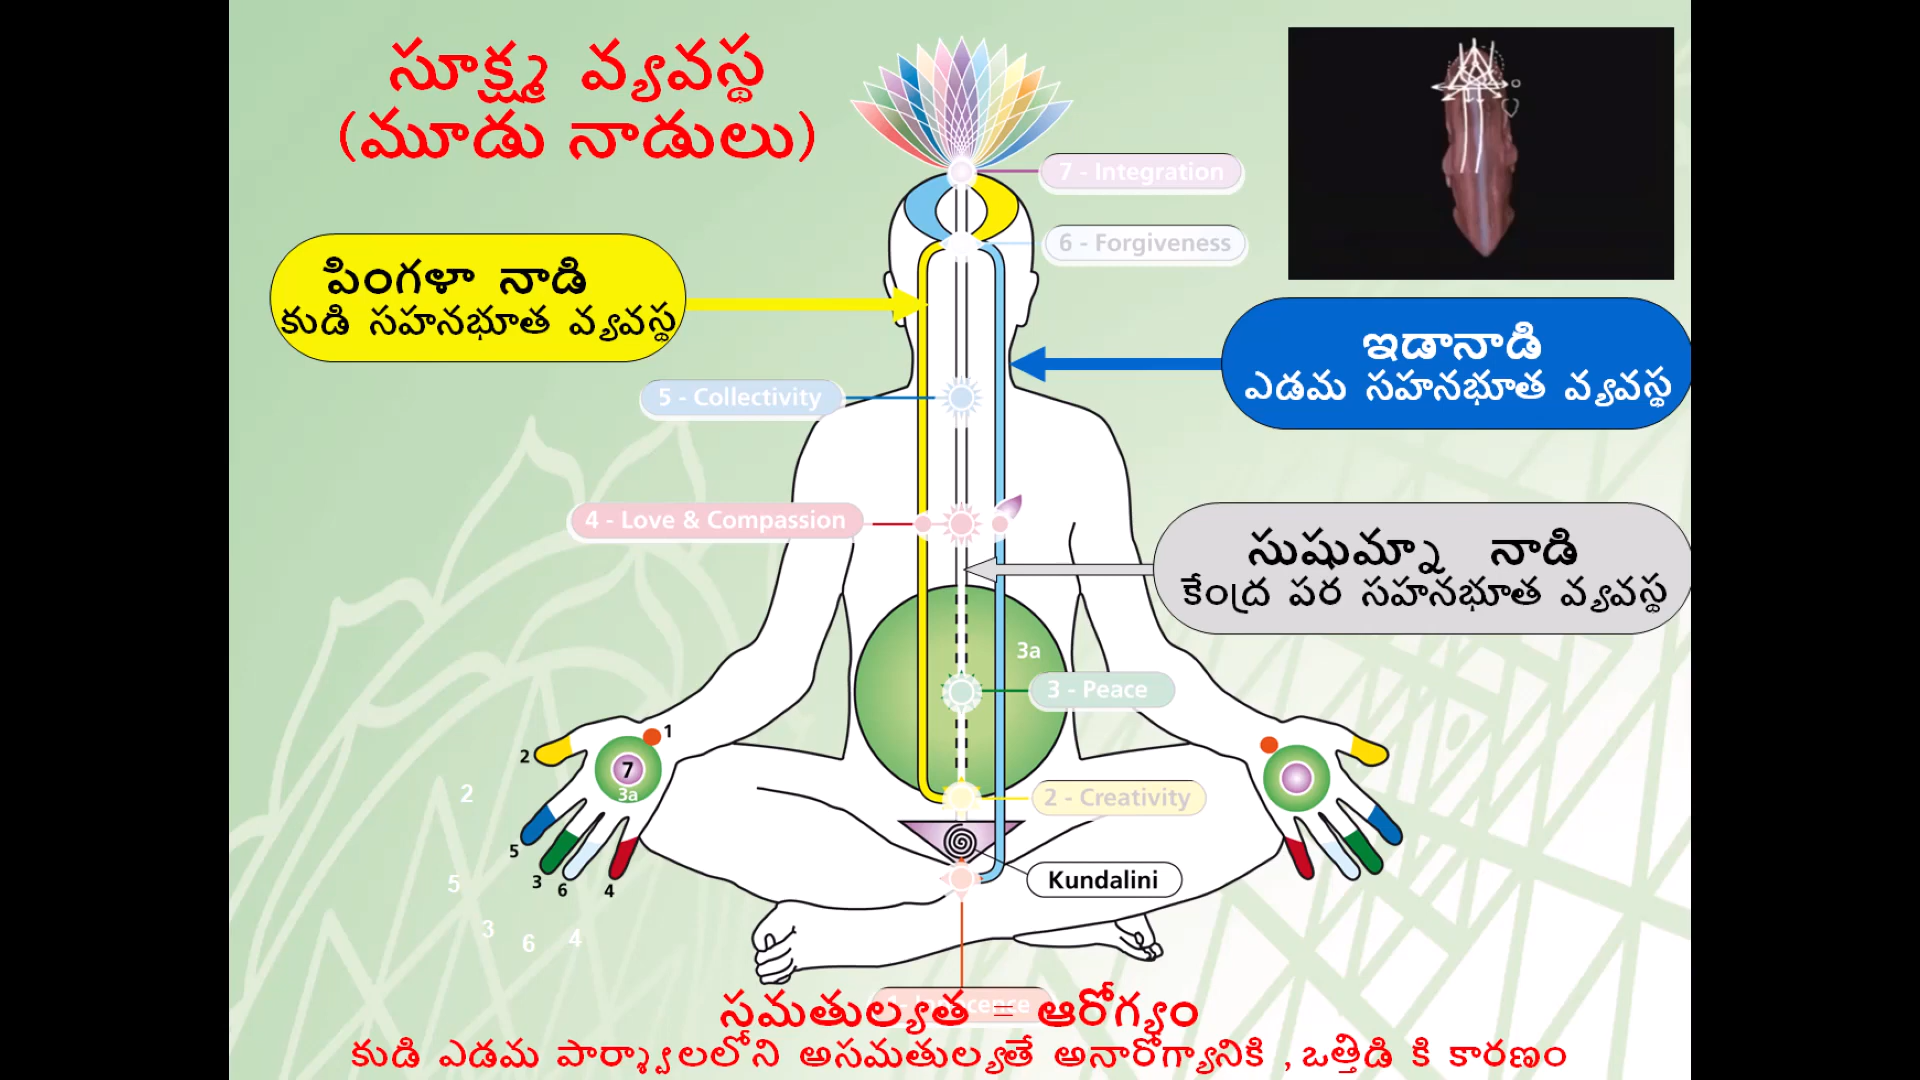 సూక్ష్మ వ్యవస్థ
(మూడు నాడులు)
7 - Integration
6 - Forgiveness
పింగళా నాడి
కుడి సహనభూత వ్యవస్థ
ఇడానాడి
ఎడమ సహనభూత వ్యవస్థ
5 - Collectivity
4 - Love & Compassion
సుషుమ్నా నాడి
కేంద్ర పర సహనభూత వ్యవస్థ
3a
3 - Peace
1
2
7
3a
2
2 - Creativity
5
3
6
4
Kundalini
5
3
6
4
1- Innocence
సమతుల్యత = ఆరోగ్యం
కుడి ఎడమ పార్శ్వాలలోని అసమతుల్యతే అనారోగ్యానికి , ఒత్తిడి కి కారణం